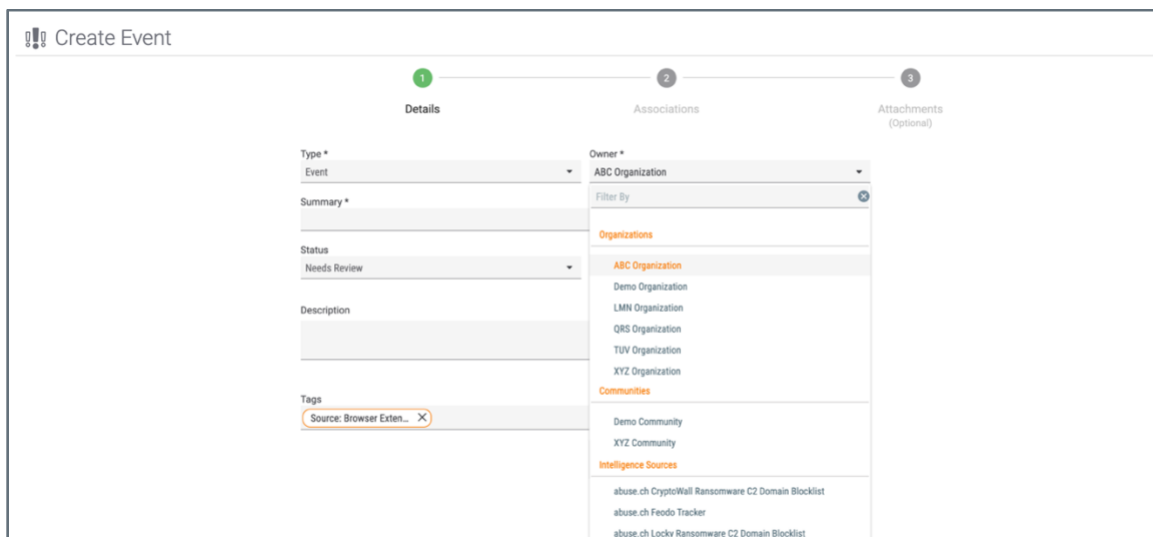 Create Event
1
2
3
Details
Associations
Attachments
(Optional)
Type *
Event
Owner *
ABC Organization
Filter By
Summary *
Organizations
Status
Needs Review
ABC Organization
Demo Organization
LMN Organization
QRS Organization
TUV Organization
XYZ Organization
Description
Communities
Tags
Source: Browser Exten...
Demo Community
XYZ Community
Intelligence Sources
abuse.ch CryptoWall Ransomware C2 Domain Blocklist
abuse.ch Feodo Tracker
abuse.ch Locky Ransomware C2 Domain Blocklist